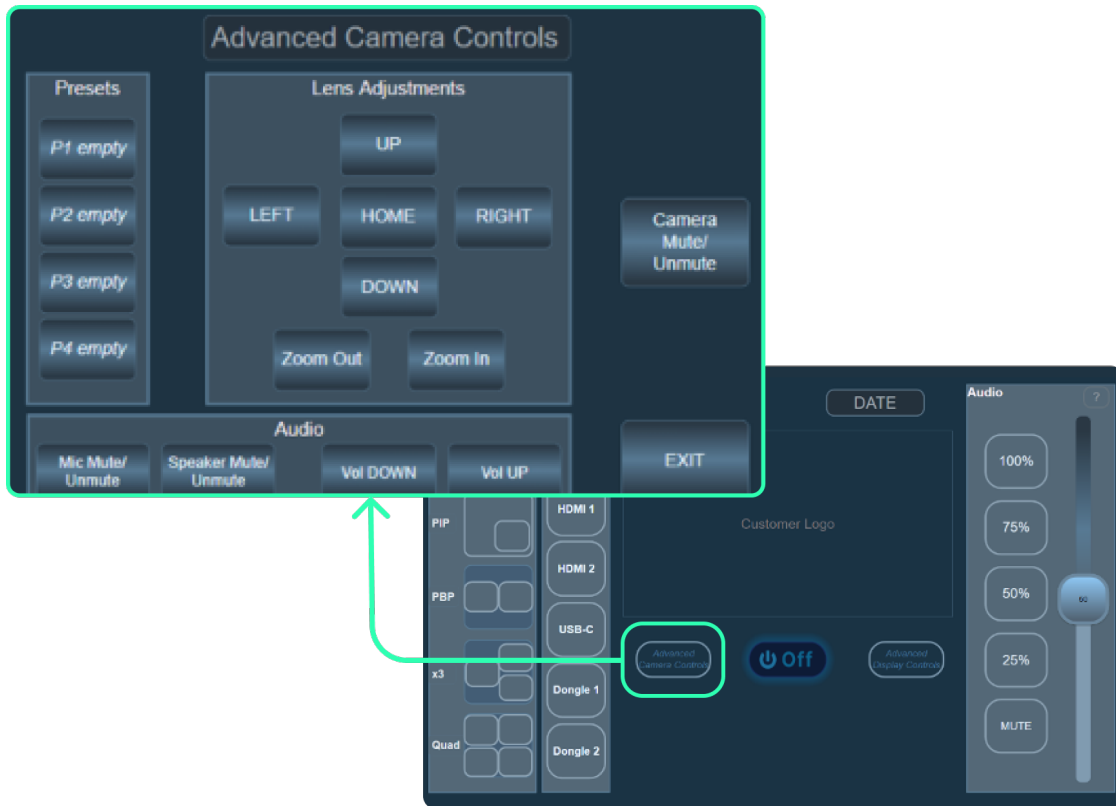 Advanced Camera Controls
Presets
P1 empty
P2 empty
P3 empty
P4 empty
Lens Adjustments
UP
LEFT
HOME
RIGHT
DOWN
Zoom Out
Zoom In
Camera
Mute/
Unmute
Audio
Mic Mute/
Unmute
Speaker Mute/
Unmute
Vol DOWN
Vol UP
EXIT
PIP
PBP
x3
Quad
HDMI 1
HDMI 2
USB-C
Dongle 1
Dongle 2
DATE
Customer Logo
Advanced
Camera Controls
Off
Advanced
Display Controls
Audio
?
100%
75%
50%
25%
MUTE